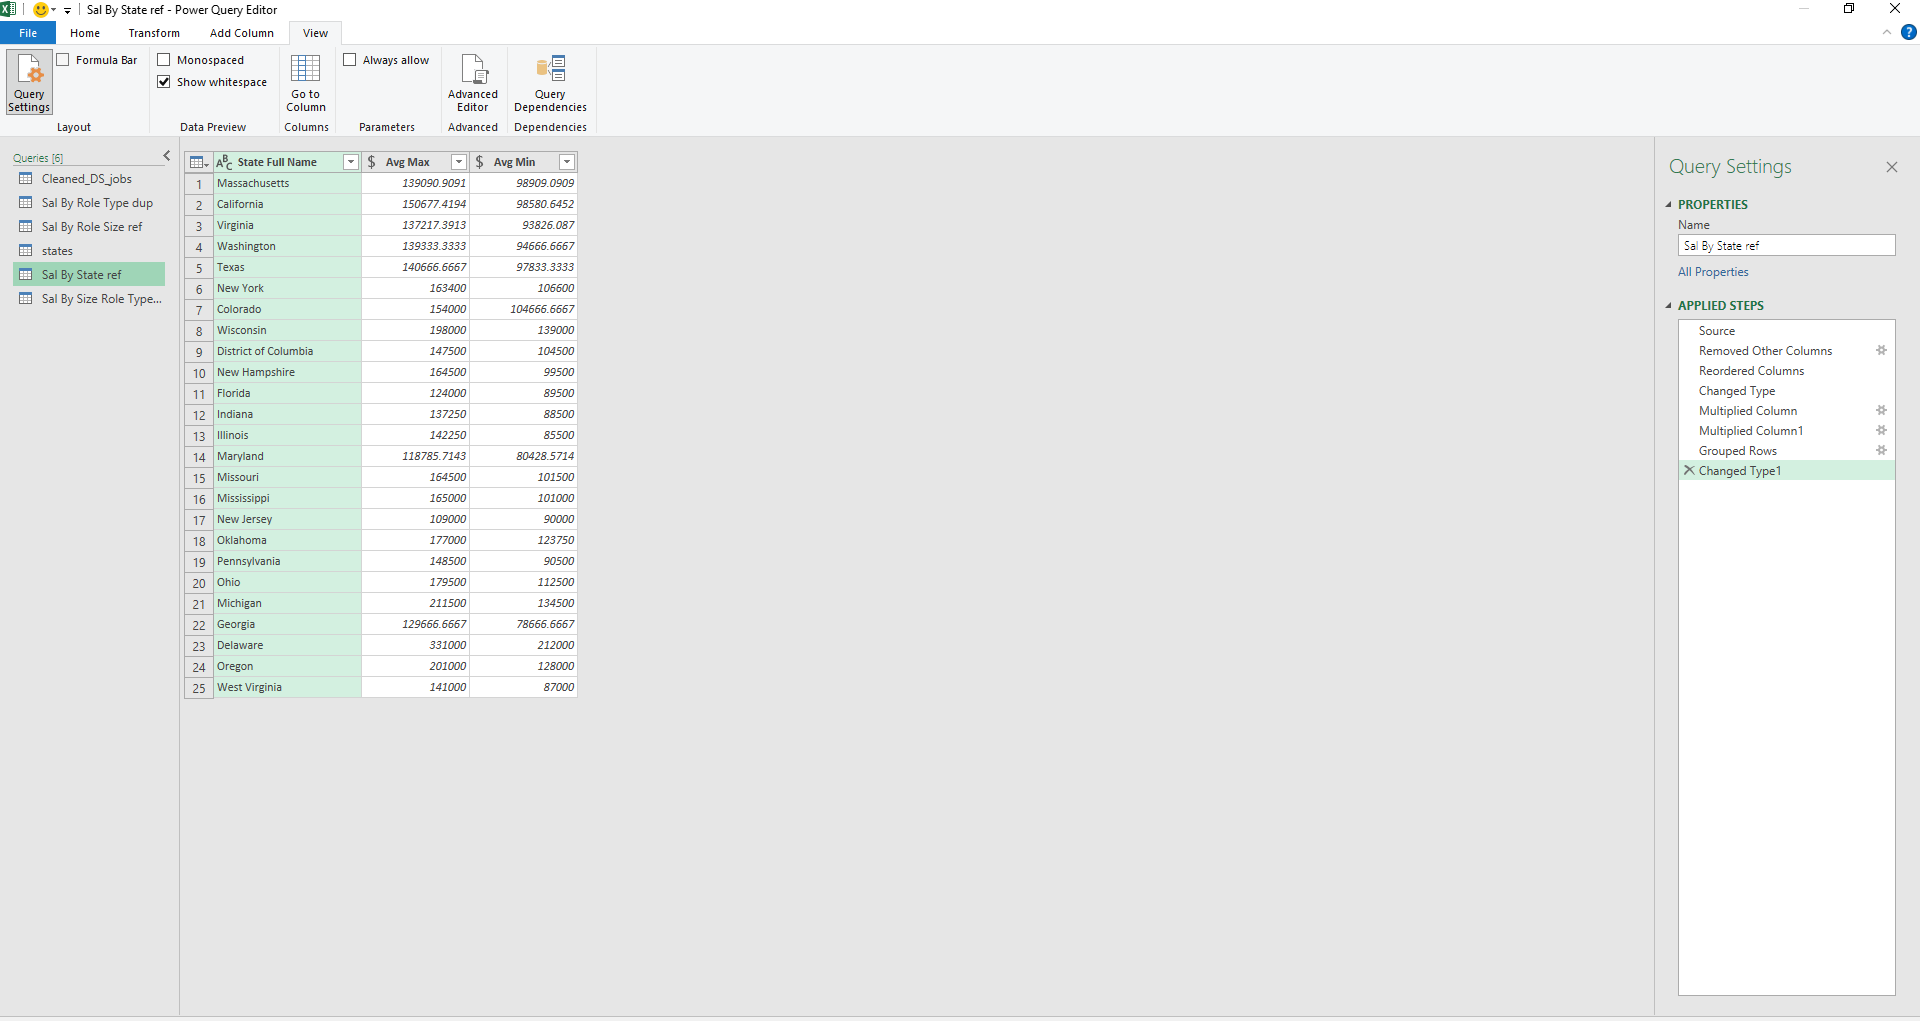 Sal By State ref - Power Query Editor
File Home Transform Add Column View
Query Settings
Formula Bar
Layout
Monospaced
Show whitespace
Data Preview
Go to Column
Columns
Always allow
Parameters
Advanced Editor
Advanced
Query Dependencies
Dependencies
Queries [6]
Cleaned_DS_jobs
Sal By Role Type dup
Sal By Role Size ref
states
Sal By State ref
Sal By Size Role Type...
State Full Name $ Avg Max $ Avg Min
1 Massachusetts 139090.9091 98909.0909
2 California 150677.4194 98580.6452
3 Virginia 137217.3913 93826.087
4 Washington 139333.3333 94666.6667
5 Texas 140666.6667 97833.3333
6 New York 163400 106600
7 Colorado 154000 104666.6667
8 Wisconsin 198000 139000
9 District of Columbia 147500 104500
10 New Hampshire 164500 99500
11 Florida 124000 89500
12 Indiana 137250 88500
13 Illinois 142250 85500
14 Maryland 118785.7143 80428.5714
15 Missouri 164500 101500
16 Mississippi 165000 101000
17 New Jersey 109000 90000
18 Oklahoma 177000 123750
19 Pennsylvania 148500 90500
20 Ohio 179500 112500
21 Michigan 211500 134500
22 Georgia 129666.6667 78666.6667
23 Delaware 331000 212000
24 Oregon 201000 128000
25 West Virginia 141000 87000
Query Settings
PROPERTIES
Name
Sal By State ref
All Properties
APPLIED STEPS
Source
Removed Other Columns
Reordered Columns
Changed Type
Multiplied Column
Multiplied Column1
Grouped Rows
Changed Type1